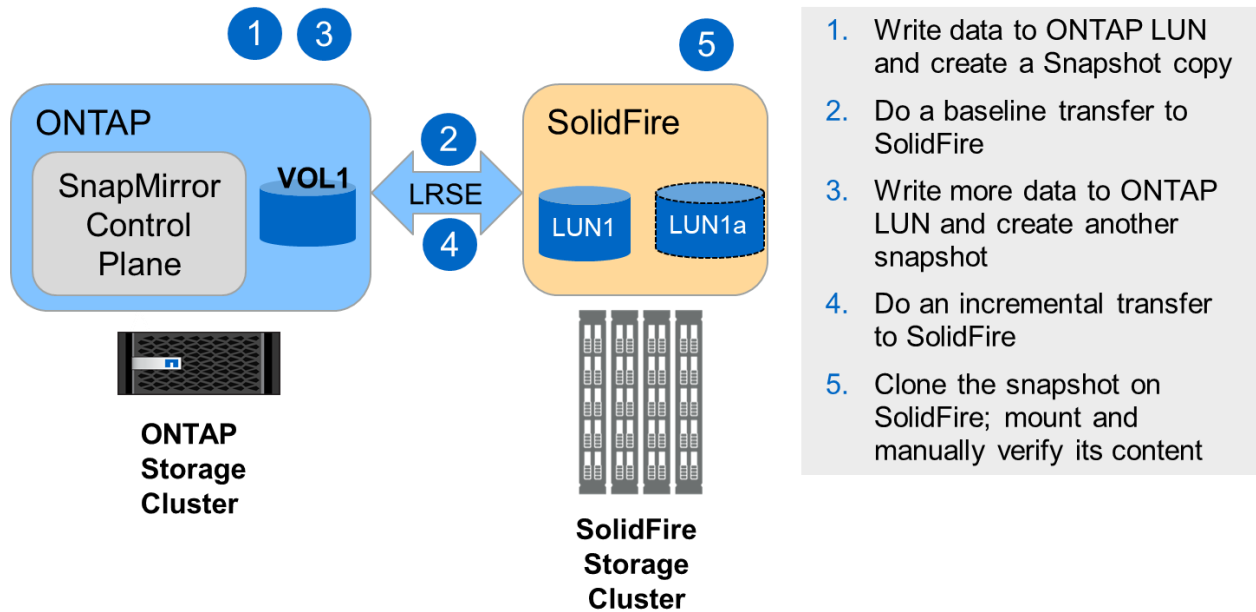 1
3
5
ONTAP
SnapMirror
Control
Plane
VOL1
2
LRSE
4
SolidFire
LUN1
LUN1a
ONTAP
Storage
Cluster
SolidFire
Storage
Cluster
1. Write data to ONTAP LUN
and create a Snapshot copy
2. Do a baseline transfer to
SolidFire
3. Write more data to ONTAP
LUN and create another
snapshot
4. Do an incremental transfer
to SolidFire
5. Clone the snapshot on
SolidFire; mount and
manually verify its content